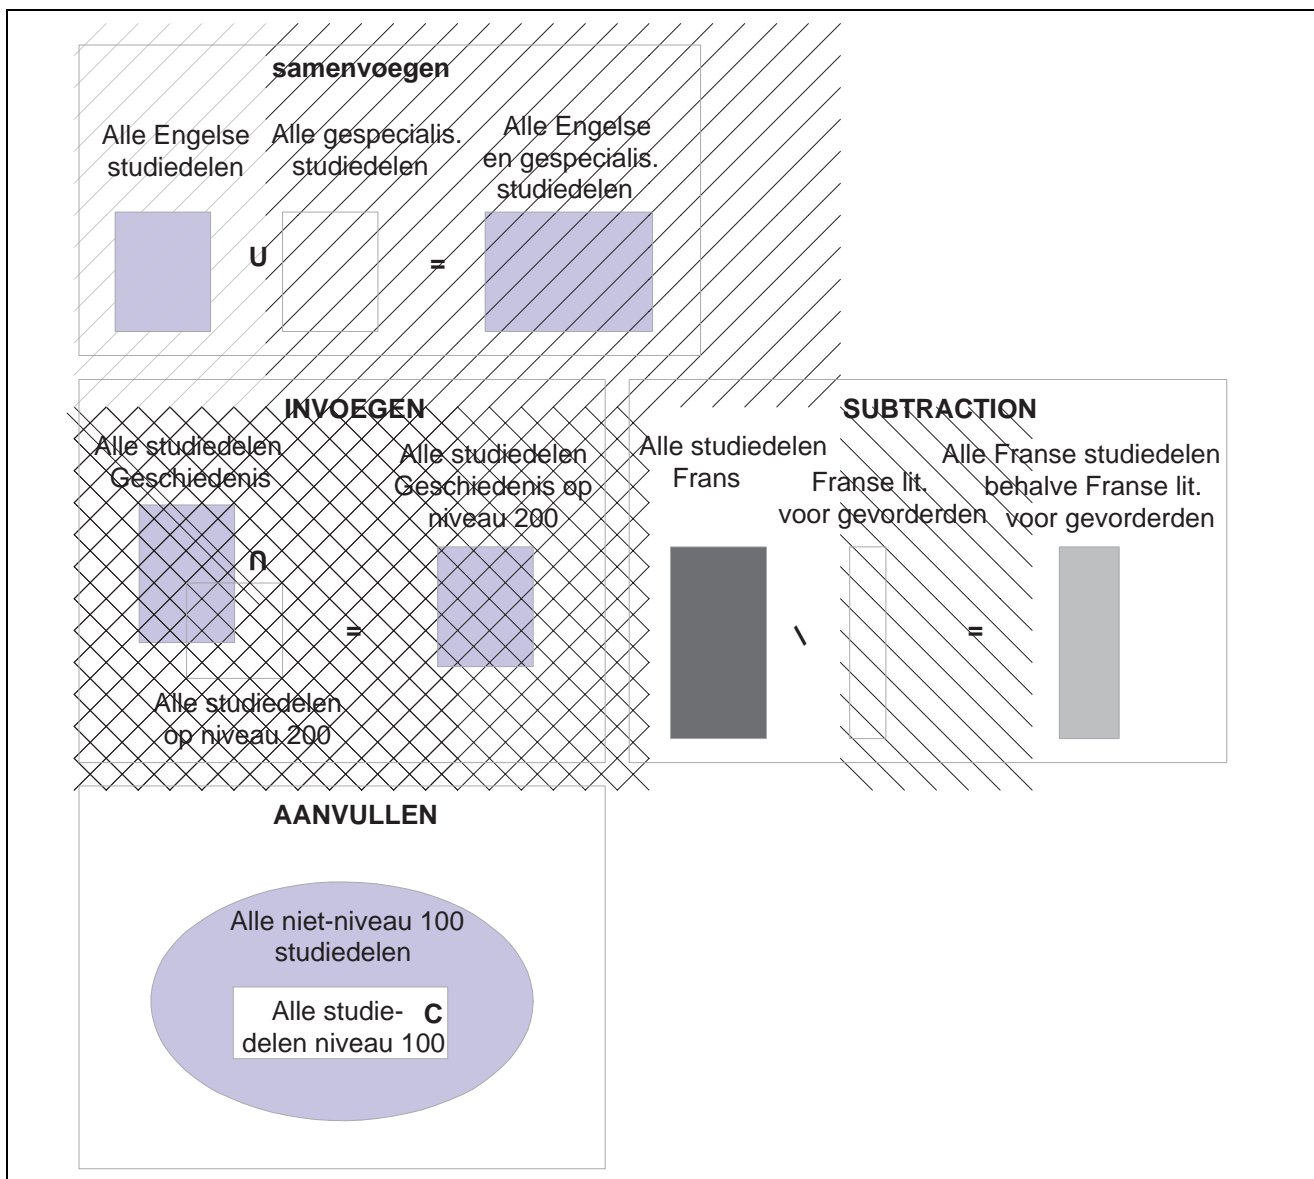 samenvoegen
Alle Engelse
studiedelen
Alle gespecialis.
studiedelen
Alle Engelse
en gespecialis.
studiedelen
U
=
INVOEGEN
Alle studiedelen
Geschiedenis
∩
Alle studiedelen
op niveau 200
=
Alle studiedelen
Geschiedenis op
niveau 200
SUBTRACTION
Alle studiedelen
Frans
\
Franse lit.
voor gevorderden
=
Alle Franse studiedelen
behalve Franse lit.
voor gevorderden
AANVULLEN
Alle niet-niveau 100
studiedelen
Alle studie- C
delen niveau 100